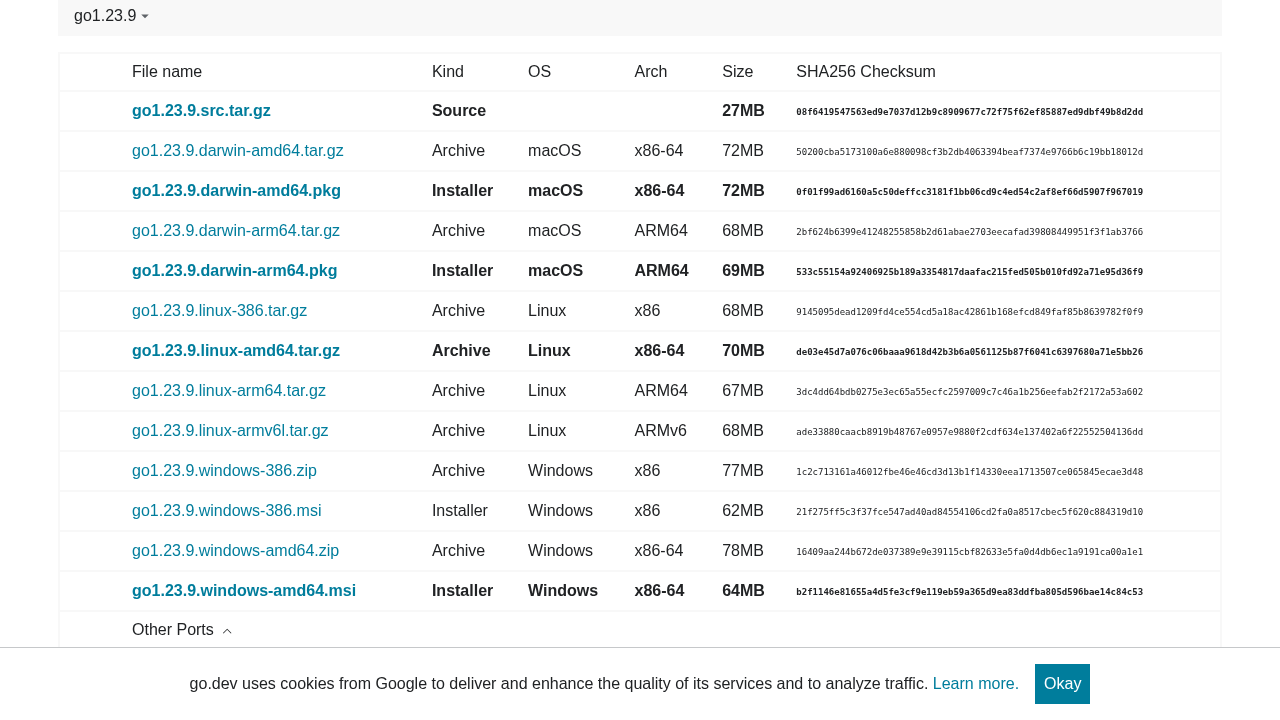 go1.23.9
File name Kind OS Arch Size SHA256 Checksum
go1.23.9.src.tar.gz Source 27MB 08f6419547563ed9e7037d12b9c8909677c72f75f62ef85887ed9dbf49b8d2dd
go1.23.9.darwin-amd64.tar.gz Archive macOS x86-64 72MB 50200cba5173100a6e880098cf3b2db4063394beaf7374e9766b6c19bb18012d
go1.23.9.darwin-amd64.pkg Installer macOS x86-64 72MB 0f01f99ad6160a5c50deffcc3181f1bb06cd9c4ed54c2af8ef66d5907f967019
go1.23.9.darwin-arm64.tar.gz Archive macOS ARM64 68MB 2bf624b6399e41248255858b2d61abae2703eecafad39808449951f3f1ab3766
go1.23.9.darwin-arm64.pkg Installer macOS ARM64 69MB 533c55154a92406925b189a3354817daafac215fed505b010fd92a71e95d36f9
go1.23.9.linux-386.tar.gz Archive Linux x86 68MB 9145095dead1209fd4ce554cd5a18ac42861b168efcd849faf85b8639782f0f9
go1.23.9.linux-amd64.tar.gz Archive Linux x86-64 70MB de03e45d7a076c06baaa9618d42b3b6a0561125b87f6041c6397680a71e5bb26
go1.23.9.linux-arm64.tar.gz Archive Linux ARM64 67MB 3dc4dd64bdb0275e3ec65a55ecfc2597009c7c46a1b256eefab2f2172a53a602
go1.23.9.linux-armv6l.tar.gz Archive Linux ARMv6 68MB ade33880caacb8919b48767e0957e9880f2cdf634e137402a6f22552504136dd
go1.23.9.windows-386.zip Archive Windows x86 77MB 1c2c713161a46012fbe46e46cd3d13b1f14330eea1713507ce065845ecae3d48
go1.23.9.windows-386.msi Installer Windows x86 62MB 21f275ff5c3f37fce547ad40ad84554106cd2fa0a8517cbec5f620c884319d10
go1.23.9.windows-amd64.zip Archive Windows x86-64 78MB 16409aa244b672de037389e9e39115cbf82633e5fa0d4db6ec1a9191ca00a1e1
go1.23.9.windows-amd64.msi Installer Windows x86-64 64MB b2f1146e81655a4d5fe3cf9e119eb59a365d9ea83ddfba805d596bae14c84c53
Other Ports
go.dev uses cookies from Google to deliver and enhance the quality of its services and to analyze traffic. Learn more. Okay